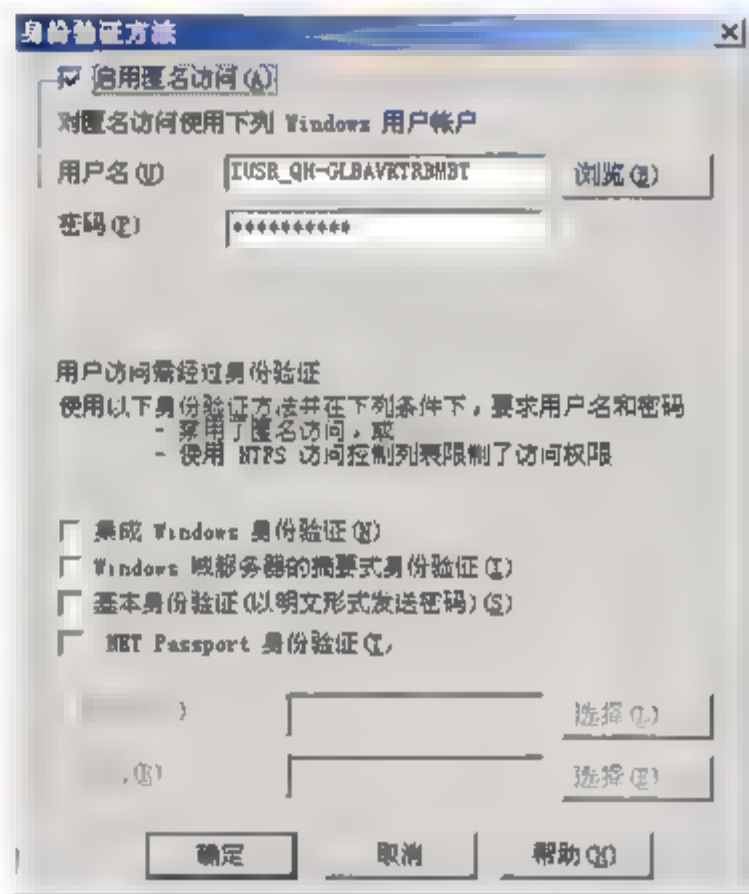 身份验证方法
启用匿名访问(A)
对匿名访问使用下列 Windows 用户帐户
用户名(U) IUSR_QM-GLBAVKTRBMBT 浏览(B)
密码(P) **********
用户访问需经过身份验证
使用以下身份验证方法并在下列条件下,要求用户名和密码
- 禁用了匿名访问,或
- 使用 NTFS 访问控制列表限制了访问权限
集成 Windows 身份验证(N)
Windows 域服务器的摘要式身份验证(I)
基本身份验证(以明文形式发送密码)(S)
NET Passport 身份验证(T)
选择(L)
(R) 选择(E)
确定 取消 帮助(H)